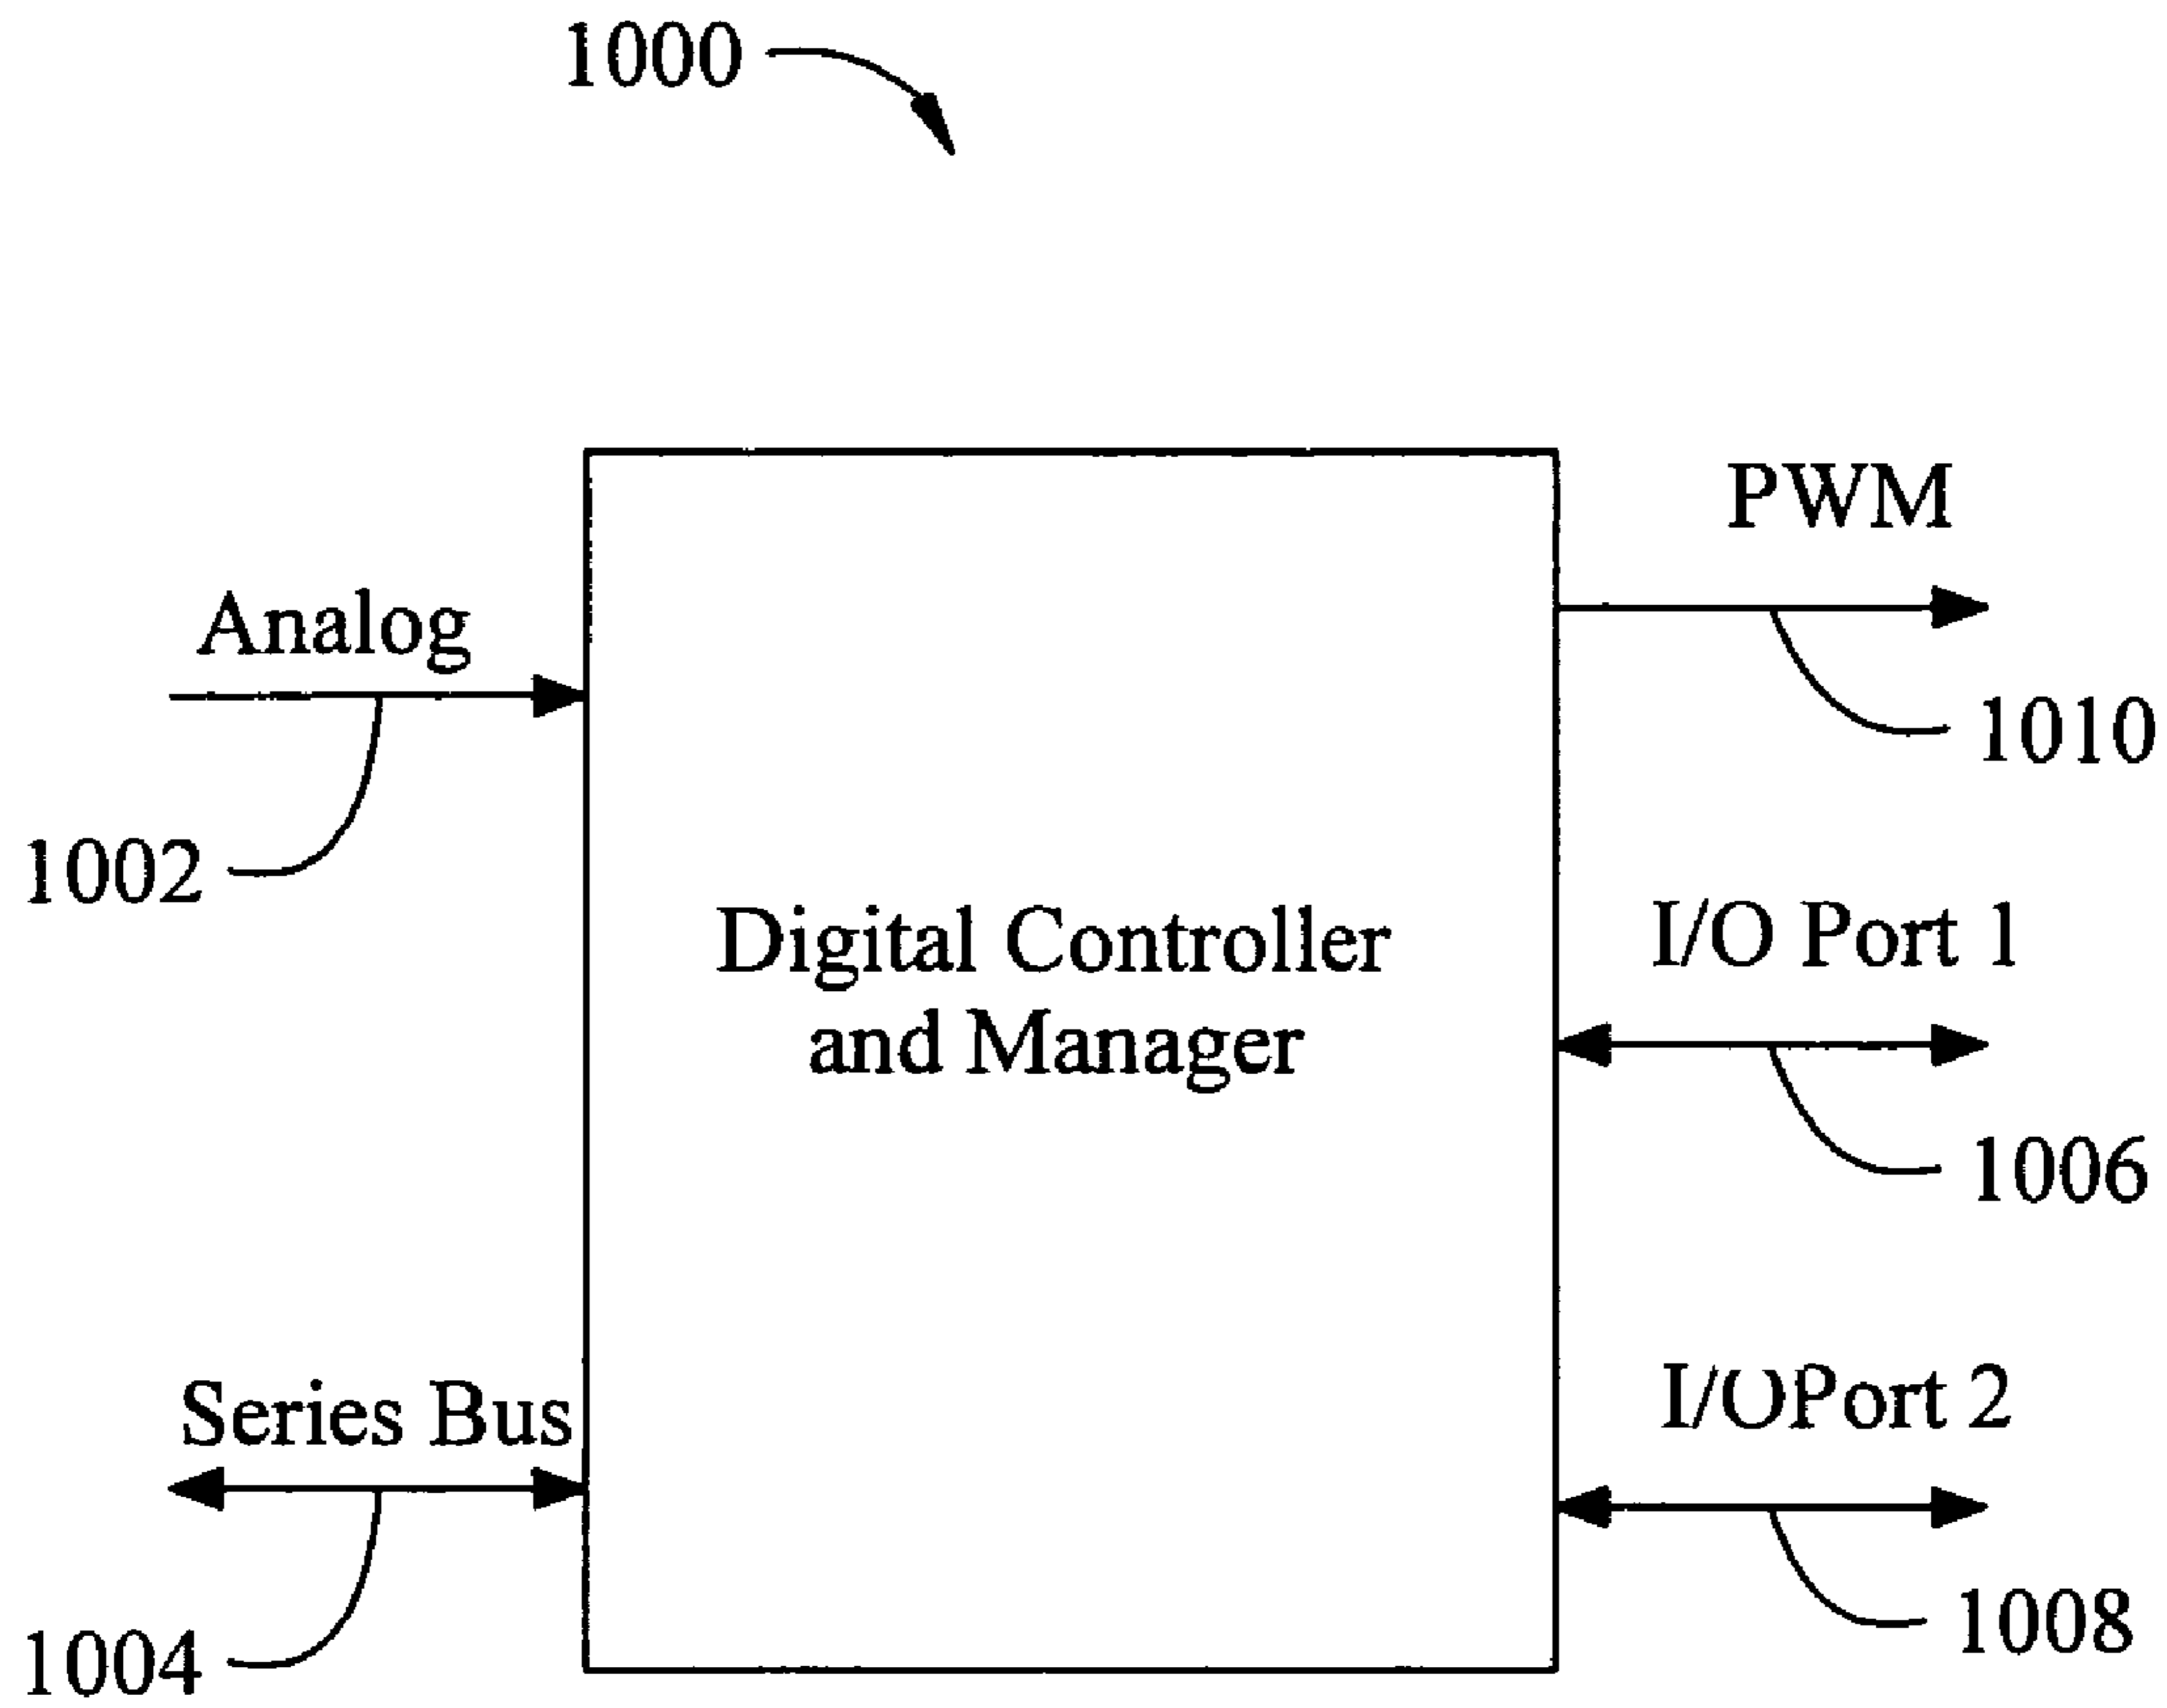 1000
PWM
Analog
1010
1002
Digital Controller
and Manager
I/O Port 1
1006
Series Bus
I/OPort 2
1004
1008